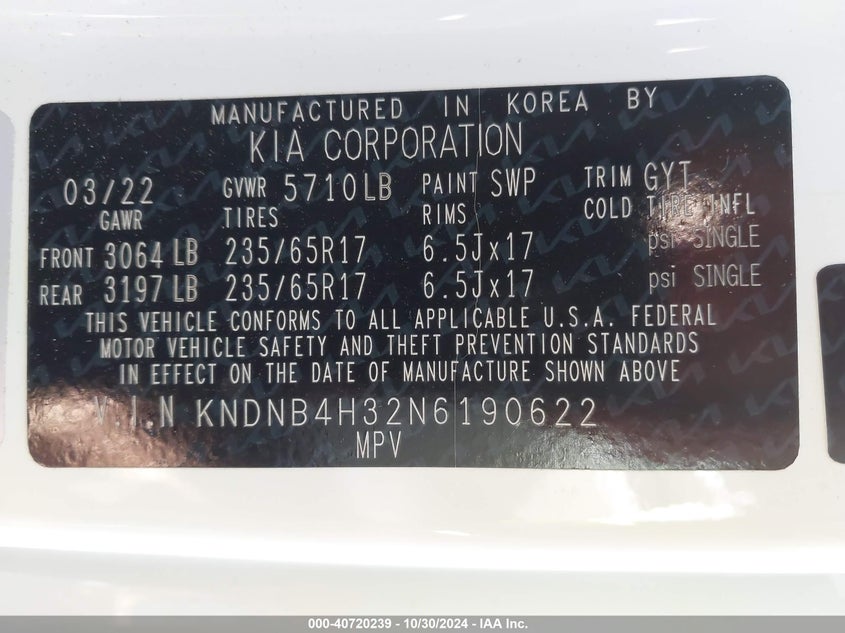 MANUFACTURED IN KOREA BY
KIA CORPORATION
03/22 GVWR 5710LB PAINT SWP TRIM GYT
GAWR TIRES RIMS COLD TIRE INFL
FRONT 3064 LB 235/65R17 6.5Jx17 psi SINGLE
REAR 3197 LB 235/65R17 6.5Jx17 psi SINGLE
THIS VEHICLE CONFORMS TO ALL APPLICABLE U.S.A. FEDERAL
MOTOR VEHICLE SAFETY AND THEFT PREVENTION STANDARDS
IN EFFECT ON THE DATE OF MANUFACTURE SHOWN ABOVE
V.I.N KNDNB4H32N6190622
MPV
000-40720239 - 10/30/2024 - IAA Inc.